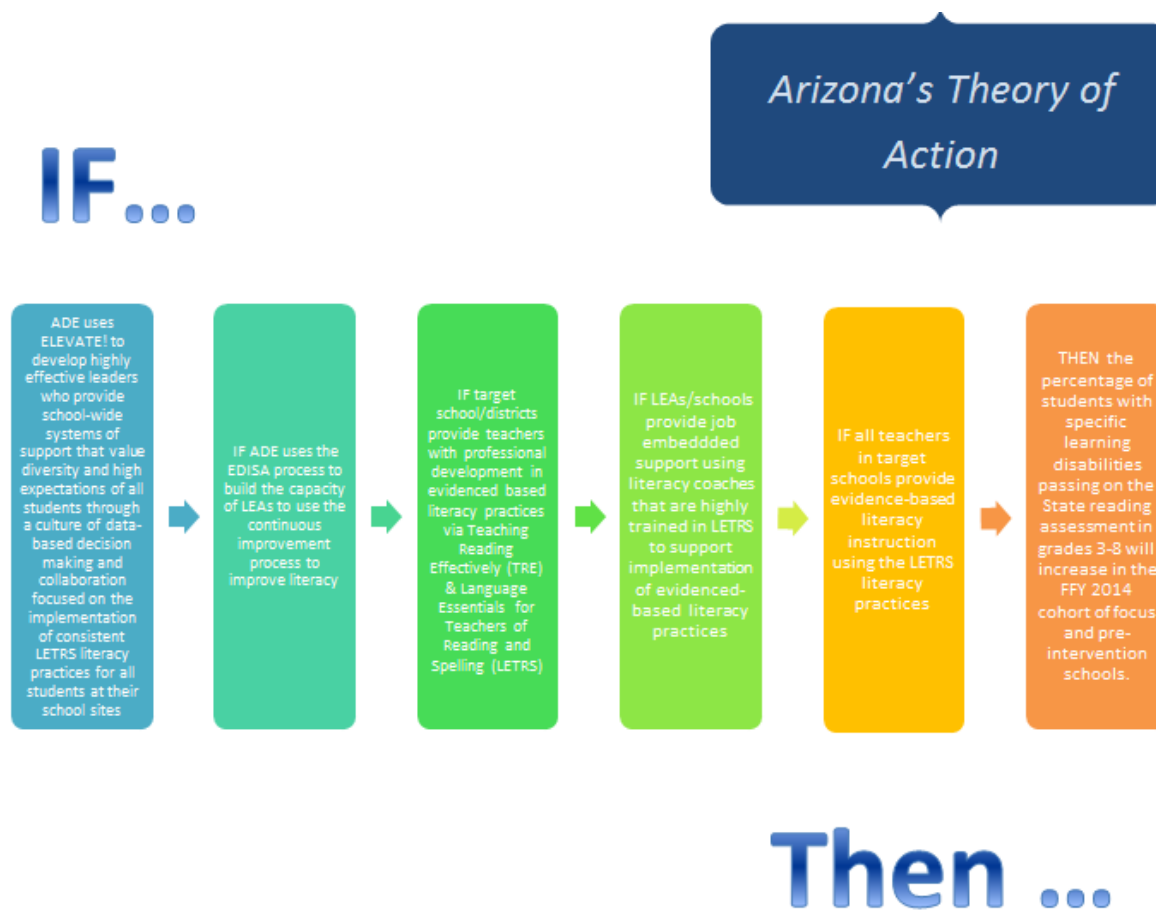 Arizona's Theory of
Action
IF...
ADE uses
ELEVATE! to
develop highly
effective leaders
who provide
school-wide
systems of
support that value
diversity and high
expectations of all
students through
a culture of data-
based decision
making and
collaboration
focused on the
implementation
of consistent
LETRS literacy
practices for all
students at their
school sites
IF ADE uses the
EDISA process to
build the capacity
of LEAs to use the
continuous
improvement
process to
improve literacy
IF target
school/districts
provide teachers
with professional
development in
evidenced based
literacy practices
via Teaching
Reading
Effectively (TRE)
& Language
Essentials for
Teachers of
Reading and
Spelling (LETRS)
IF LEAs/schools
provide job
embeddded
support using
literacy coaches
that are highly
trained in LETRS
to support
implementation
of evidenced-
based literacy
practices
IF all teachers
in target
schools provide
evidence-based
literacy
instruction
using the LETRS
literacy
practices
THEN the
percentage of
students with
specific
learning
disabilities
passing on the
State reading
assessment in
grades 3-8 will
increase in the
FFY 2014
cohort of focus
and pre-
intervention
schools.
Then ...